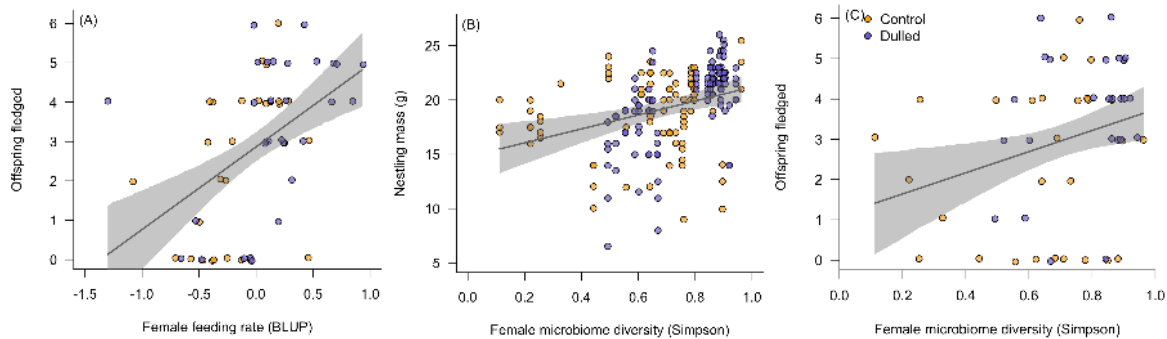 (A)
Offspring fledged
6
5
4
3
2
1
0
-1.5 -1.0 -0.5 0.0 0.5 1.0
Female feeding rate (BLUP)
(B)
Nestling mass (g)
25
20
15
10
5
0.0 0.2 0.4 0.6 0.8 1.0
Female microbiome diversity (Simpson)
(C)
Control
Dulled
Offspring fledged
6
5
4
3
2
1
0
0.0 0.2 0.4 0.6 0.8 1.0
Female microbiome diversity (Simpson)